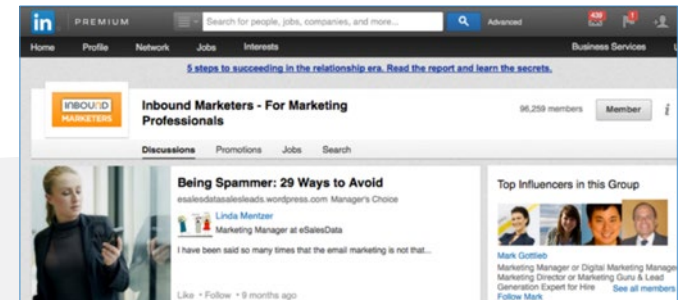 in PREMIUM Search for people, jobs, companies, and more... Advanced
Home Profile Network Jobs Interests Business Services
5 steps to succeeding in the relationship era. Read the report and learn the secrets.
INBOUND
MARKETERS
Inbound Marketers - For Marketing
Professionals
96,259 members Member
Discussions Promotions Jobs Search
Being Spammer: 29 Ways to Avoid
esalesdatasalesleads.wordpress.com Manager's Choice
Linda Mentzer
Marketing Manager at eSalesData
I have been said so many times that the email marketing is not that...
Like • Follow • 9 months ago
Top Influencers in this Group
Mark Gottlieb
Marketing Manager or Digital Marketing Manage
Marketing Director or Marketing Guru & Lead
Generation Expert for Hire See all members
Follow Mark